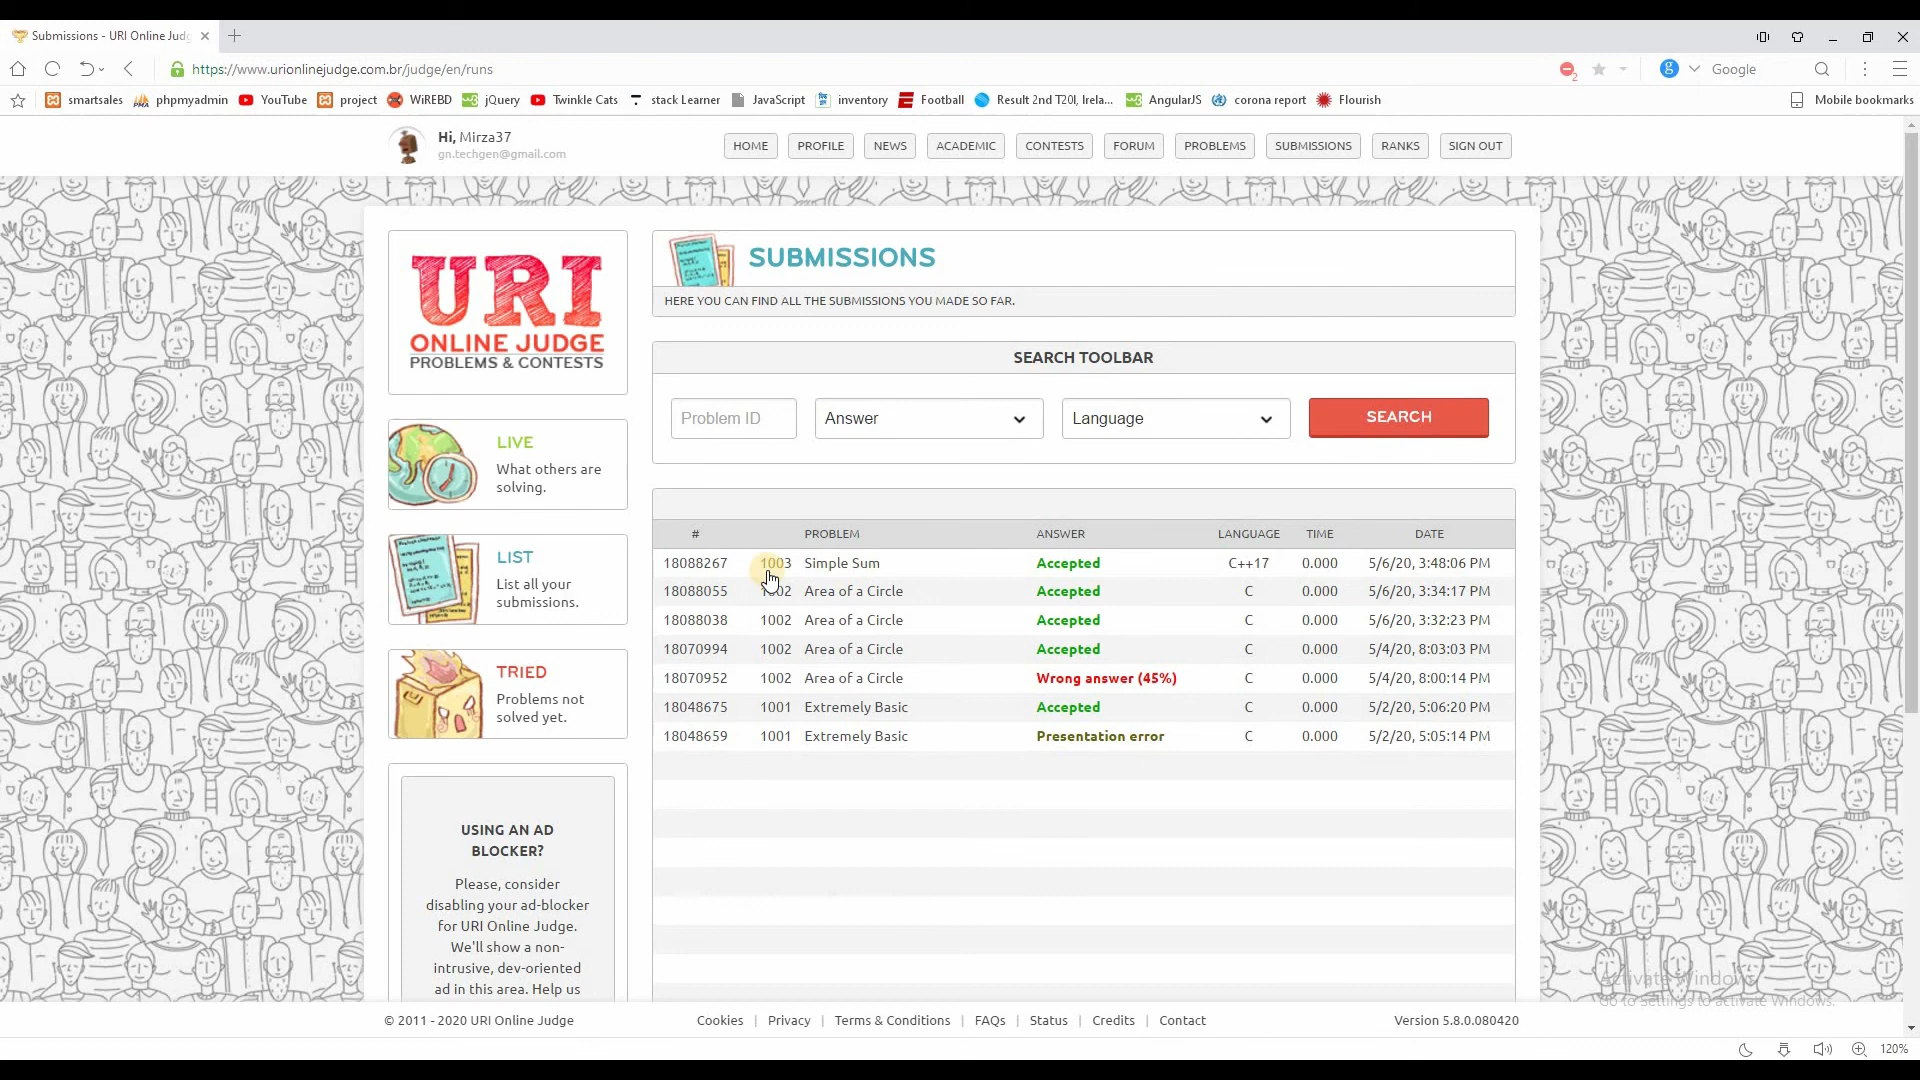 Submissions - URI Online Judg
https://www.urionlinejudge.com.br/judge/en/runs
2
g
Google
smartsales
phpmyadmin
YouTube
project
WiREBD
jQuery
Twinkle Cats
stack Learner
JavaScript
inventory
Football
Result 2nd T20I, Irela...
AngularJS
corona report
Flourish
Mobile bookmarks
Hi, Mirza37
gn.techgen@gmail.com
HOME
PROFILE
NEWS
ACADEMIC
CONTESTS
FORUM
PROBLEMS
SUBMISSIONS
RANKS
SIGN OUT
URI
ONLINE JUDGE
PROBLEMS & CONTESTS
LIVE
What others are
solving.
LIST
List all your
submissions.
TRIED
Problems not
solved yet.
USING AN AD
BLOCKER?
Please, consider
disabling your ad-blocker
for URI Online Judge.
We'll show a non-
intrusive, dev-oriented
ad in this area. Help us
SUBMISSIONS
HERE YOU CAN FIND ALL THE SUBMISSIONS YOU MADE SO FAR.
SEARCH TOOLBAR
Problem ID
Answer
Language
SEARCH
# PROBLEM ANSWER LANGUAGE TIME DATE
18088267 1003 Simple Sum Accepted C++17 0.000 5/6/20, 3:48:06 PM
18088055 1002 Area of a Circle Accepted C 0.000 5/6/20, 3:34:17 PM
18088038 1002 Area of a Circle Accepted C 0.000 5/6/20, 3:32:23 PM
18070994 1002 Area of a Circle Accepted C 0.000 5/4/20, 8:03:03 PM
18070952 1002 Area of a Circle Wrong answer (45%) C 0.000 5/4/20, 8:00:14 PM
18048675 1001 Extremely Basic Accepted C 0.000 5/2/20, 5:06:20 PM
18048659 1001 Extremely Basic Presentation error C 0.000 5/2/20, 5:05:14 PM
Activate Windows
Go to Settings to activate Windows.
© 2011 - 2020 URI Online Judge
Cookies | Privacy | Terms & Conditions | FAQs | Status | Credits | Contact
Version 5.8.0.080420
120%